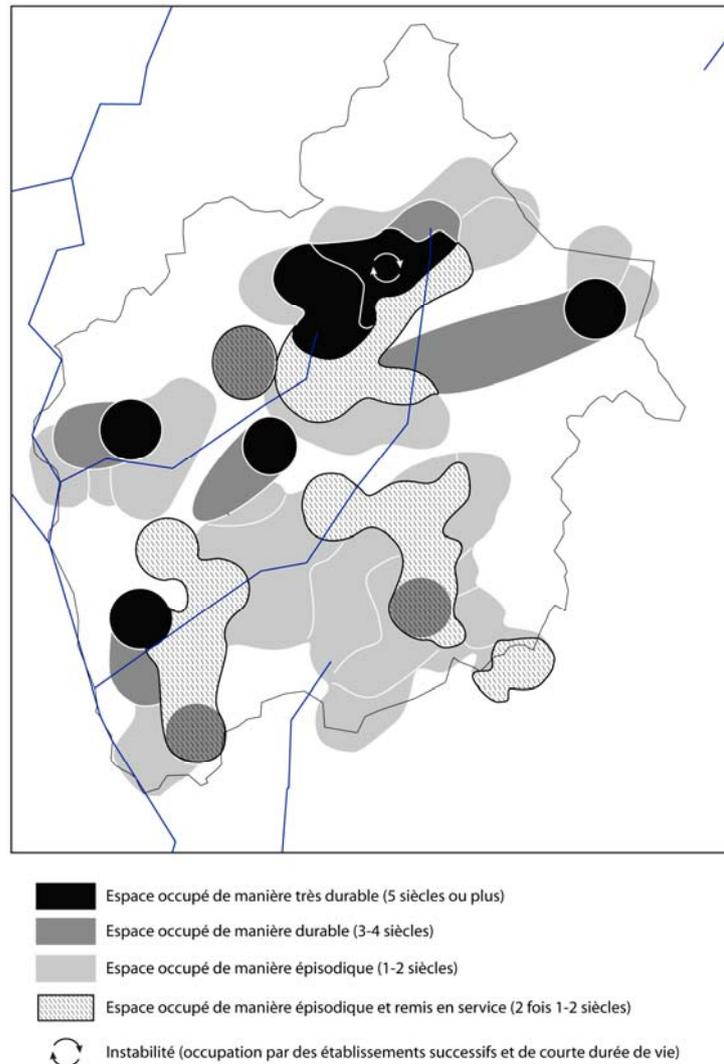 Espace occupé de manière très durable (5 siècles ou plus)
Espace occupé de manière durable (3-4 siècles)
Espace occupé de manière épisodique (1-2 siècles)
Espace occupé de manière épisodique et remis en service (2 fois 1-2 siècles)
Instabilité (occupation par des établissements successifs et de courte durée de vie)